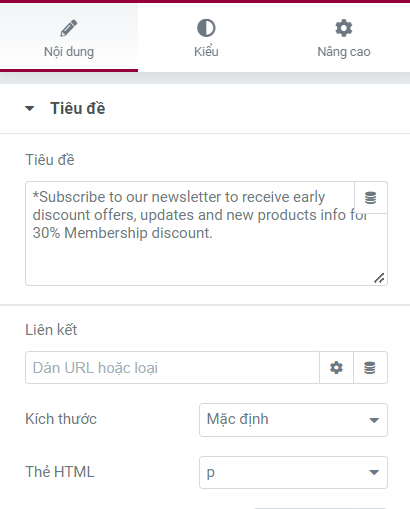 Nội dung
Kiểu
Nâng cao
Tiêu đề
Tiêu đề
*Subscribe to our newsletter to receive early
discount offers, updates and new products info for
30% Membership discount.
Liên kết
Dán URL hoặc loại
Kích thước
Mặc định
Thẻ HTML
p